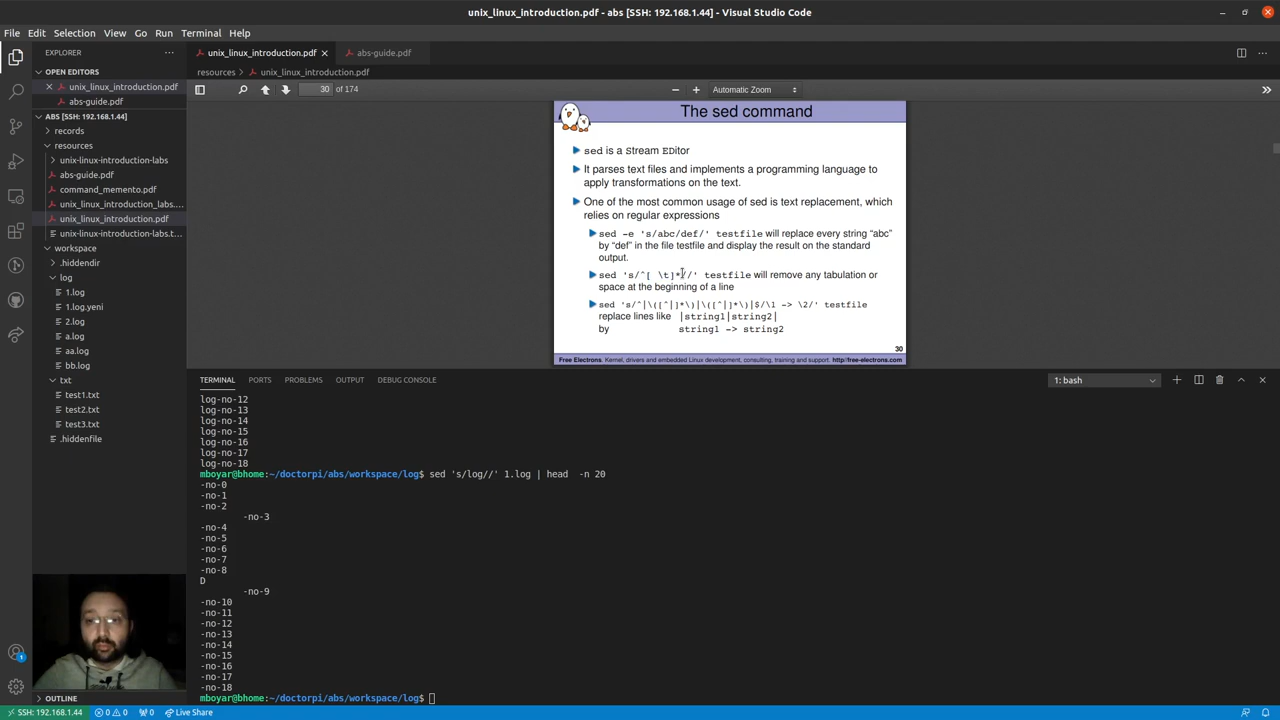 unix_linux_introduction.pdf - abs [SSH: 192.168.1.44] - Visual Studio Code
File Edit Selection View Go Run Terminal Help
EXPLORER
OPEN EDITORS
unix_linux_introduction.pdf
abs-guide.pdf
ABS [SSH: 192.168.1.44]
records
resources
unix-linux-introduction-labs
abs-guide.pdf
command_memento.pdf
unix_linux_introduction_labs....
unix_linux_introduction.pdf
unix-linux-introduction-labs.t...
workspace
.hiddendir
log
1.log
1.log.yeni
2.log
a.log
aa.log
bb.log
txt
test1.txt
test2.txt
test3.txt
.hiddenfile
OUTLINE
unix_linux_introduction.pdf
abs-guide.pdf
resources > unix_linux_introduction.pdf
30 of 174
Automatic Zoom
The sed command
sed is a Stream EDitor
It parses text files and implements a programming language to
apply transformations on the text.
One of the most common usage of sed is text replacement, which
relies on regular expressions
sed -e 's/abc/def/' testfile will replace every string "abc"
by "def" in the file testfile and display the result on the standard
output.
sed 's/^[ \t]*//' testfile will remove any tabulation or
space at the beginning of a line
sed 's/^|\([^|]*\)|\([^|]*\)|$/\1 -> \2/' testfile
replace lines like |string1|string2|
by string1 -> string2
30
Free Electrons. Kernel, drivers and embedded Linux development, consulting, training and support. http://free-electrons.com
TERMINAL PORTS PROBLEMS OUTPUT DEBUG CONSOLE
1: bash
log-no-12
log-no-13
log-no-14
log-no-15
log-no-16
log-no-17
log-no-18
mboyar@bhome:~/doctorpi/abs/workspace/log$ sed 's/log//' 1.log | head -n 20
-no-0
-no-1
-no-2
-no-3
-no-4
-no-5
-no-6
-no-7
-no-8
D
-no-9
-no-10
-no-11
-no-12
-no-13
-no-14
-no-15
-no-16
-no-17
-no-18
mboyar@bhome:~/doctorpi/abs/workspace/log$
1
SSH: 192.168.1.44 0 0 0 Live Share